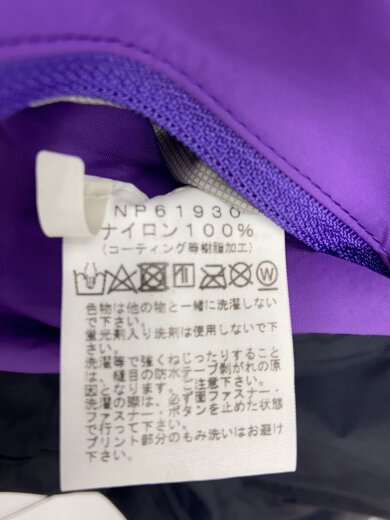 NP61930
ナイロン100%
(コーティング等樹脂加工)
色物は他の物と一緒に洗濯しない
で下さい。
蛍光剤入り洗剤は使用しないで下
さい。
洗濯等で強くねじったりすること
は、縫目の防水テープ剥がれの原
因となります。ご注意下さい。
洗濯の際は、必ず面ファスナー・
ファスナー・ボタンを止めた状態
で行って下さい。
プリント部分のもみ洗いはお避け
下さい。